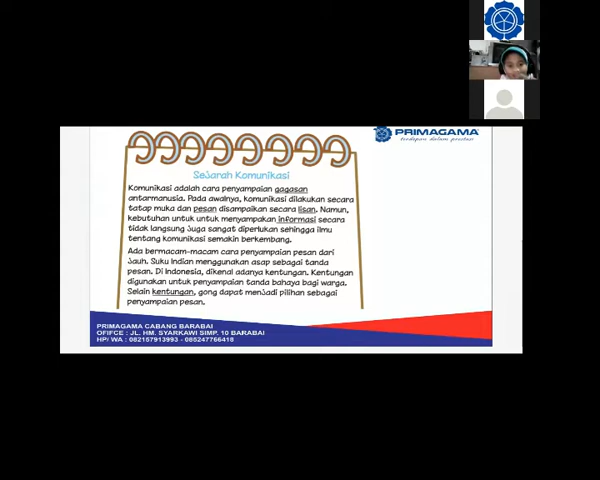 PRIMAGAMA
terdepan dalam prestasi
Sejarah Komunikasi
Komunikasi adalah cara penyampaian gagasan
antarmanusia. Pada awalnya, komunikasi dilakukan secara
tatap muka dan pesan disampaikan secara lisan. Namun,
kebutuhan untuk untuk menyampakan informasi secara
tidak langsung juga sangat diperlukan sehingga ilmu
tentang komunikasi semakin berkembang.
Ada bermacam-macam cara penyampaian pesan dari
jauh. Suku Indian menggunakan asap sebagai tanda
pesan. Di Indonesia, dikenal adanya kentungan. Kentungan
digunakan untuk penyampaian tanda bahaya bagi warga.
Selain kentungan, gong dapat menjadi pilihan sebagai
penyampaian pesan.
PRIMAGAMA CABANG BARABAI
OFIFCE : JL. HM. SYARKAWI SIMP. 10 BARABAI
HP/ WA : 082157913993 - 085247766418